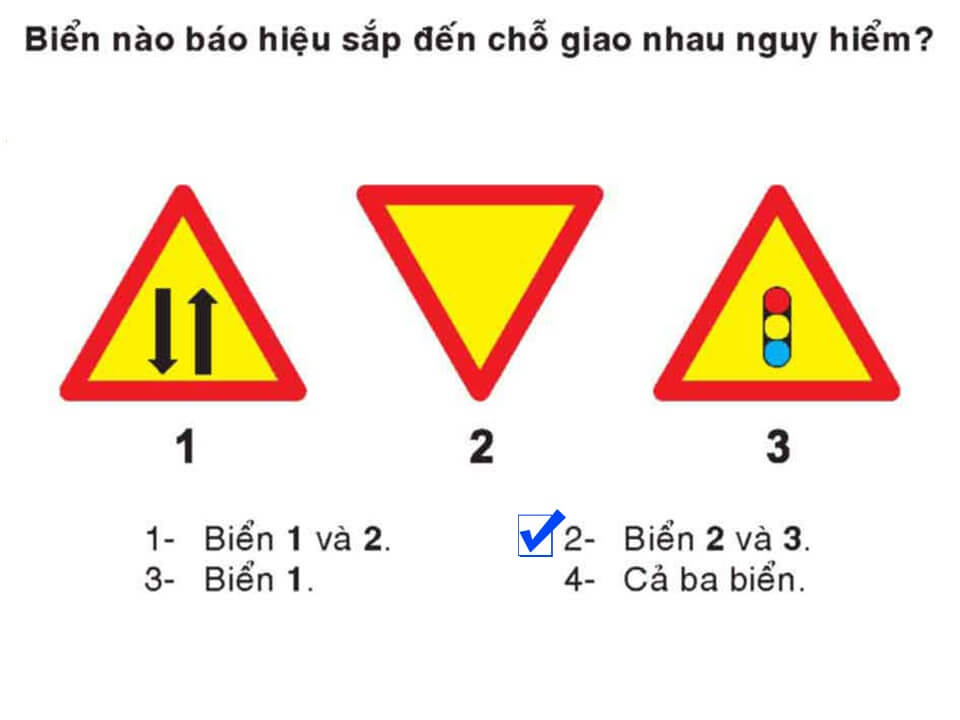 Biển nào báo hiệu sắp đến chỗ giao nhau nguy hiểm?
1 2 3
1- Biển 1 và 2. 2- Biển 2 và 3.
3- Biển 1. 4- Cả ba biển.